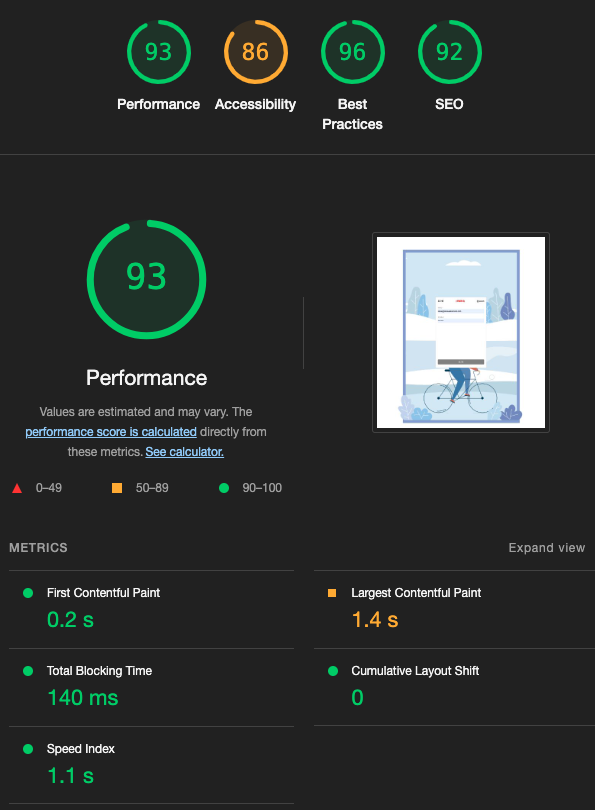 93
86
96
92
Performance
Accessibility
Best
Practices
SEO
93
Performance
Values are estimated and may vary. The
performance score is calculated directly from
these metrics. See calculator.
0–49
50–89
90–100
METRICS
Expand view
First Contentful Paint
0.2 s
Largest Contentful Paint
1.4 s
Total Blocking Time
140 ms
Cumulative Layout Shift
0
Speed Index
1.1 s